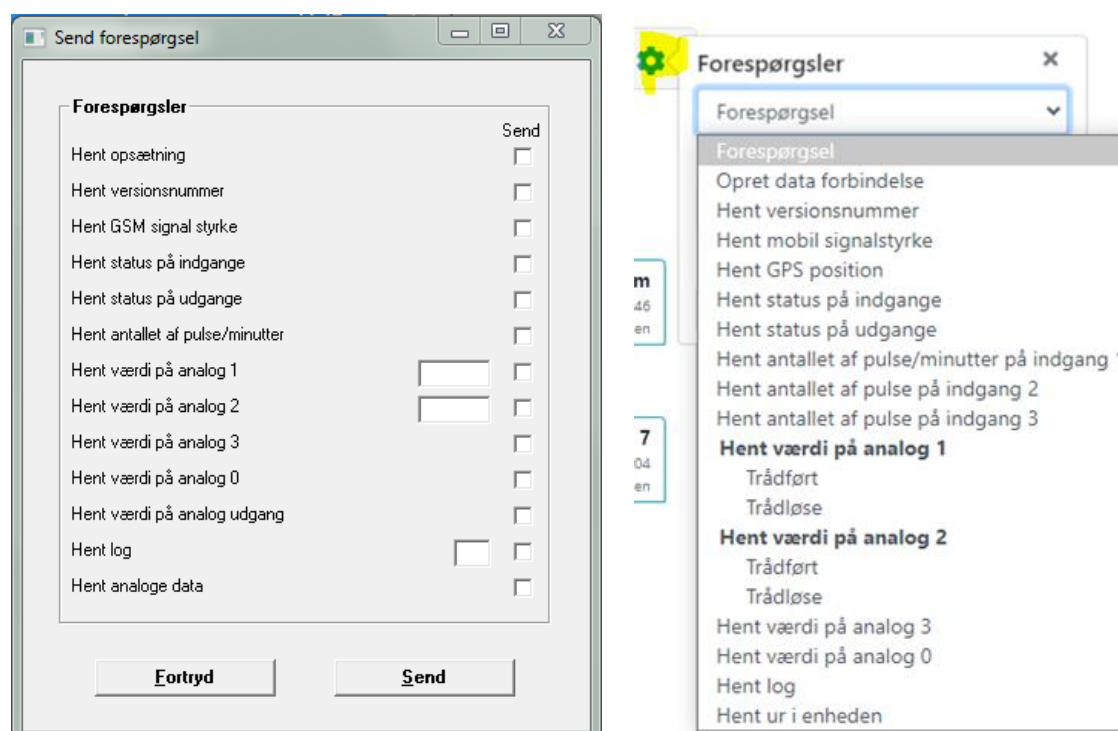 Send forespørgsel
Forespørgsler
Send
Hent opsætning
Hent versionsnummer
Hent GSM signal styrke
Hent status på indgange
Hent status på udgange
Hent antallet af pulse/minutter
Hent værdi på analog 1
Hent værdi på analog 2
Hent værdi på analog 3
Hent værdi på analog 0
Hent værdi på analog udgang
Hent log
Hent analoge data
Fortryd
Send
Forespørgsler
Forespørgsel
Forespørgsel
Opret data forbindelse
Hent versionsnummer
Hent mobil signalstyrke
Hent GPS position
Hent status på indgange
Hent status på udgange
Hent antallet af pulse/minutter på indgang 1
Hent antallet af pulse på indgang 2
Hent antallet af pulse på indgang 3
Hent værdi på analog 1
Trådført
Trådløse
Hent værdi på analog 2
Trådført
Trådløse
Hent værdi på analog 3
Hent værdi på analog 0
Hent log
Hent ur i enheden
m
46
en
7
04
en